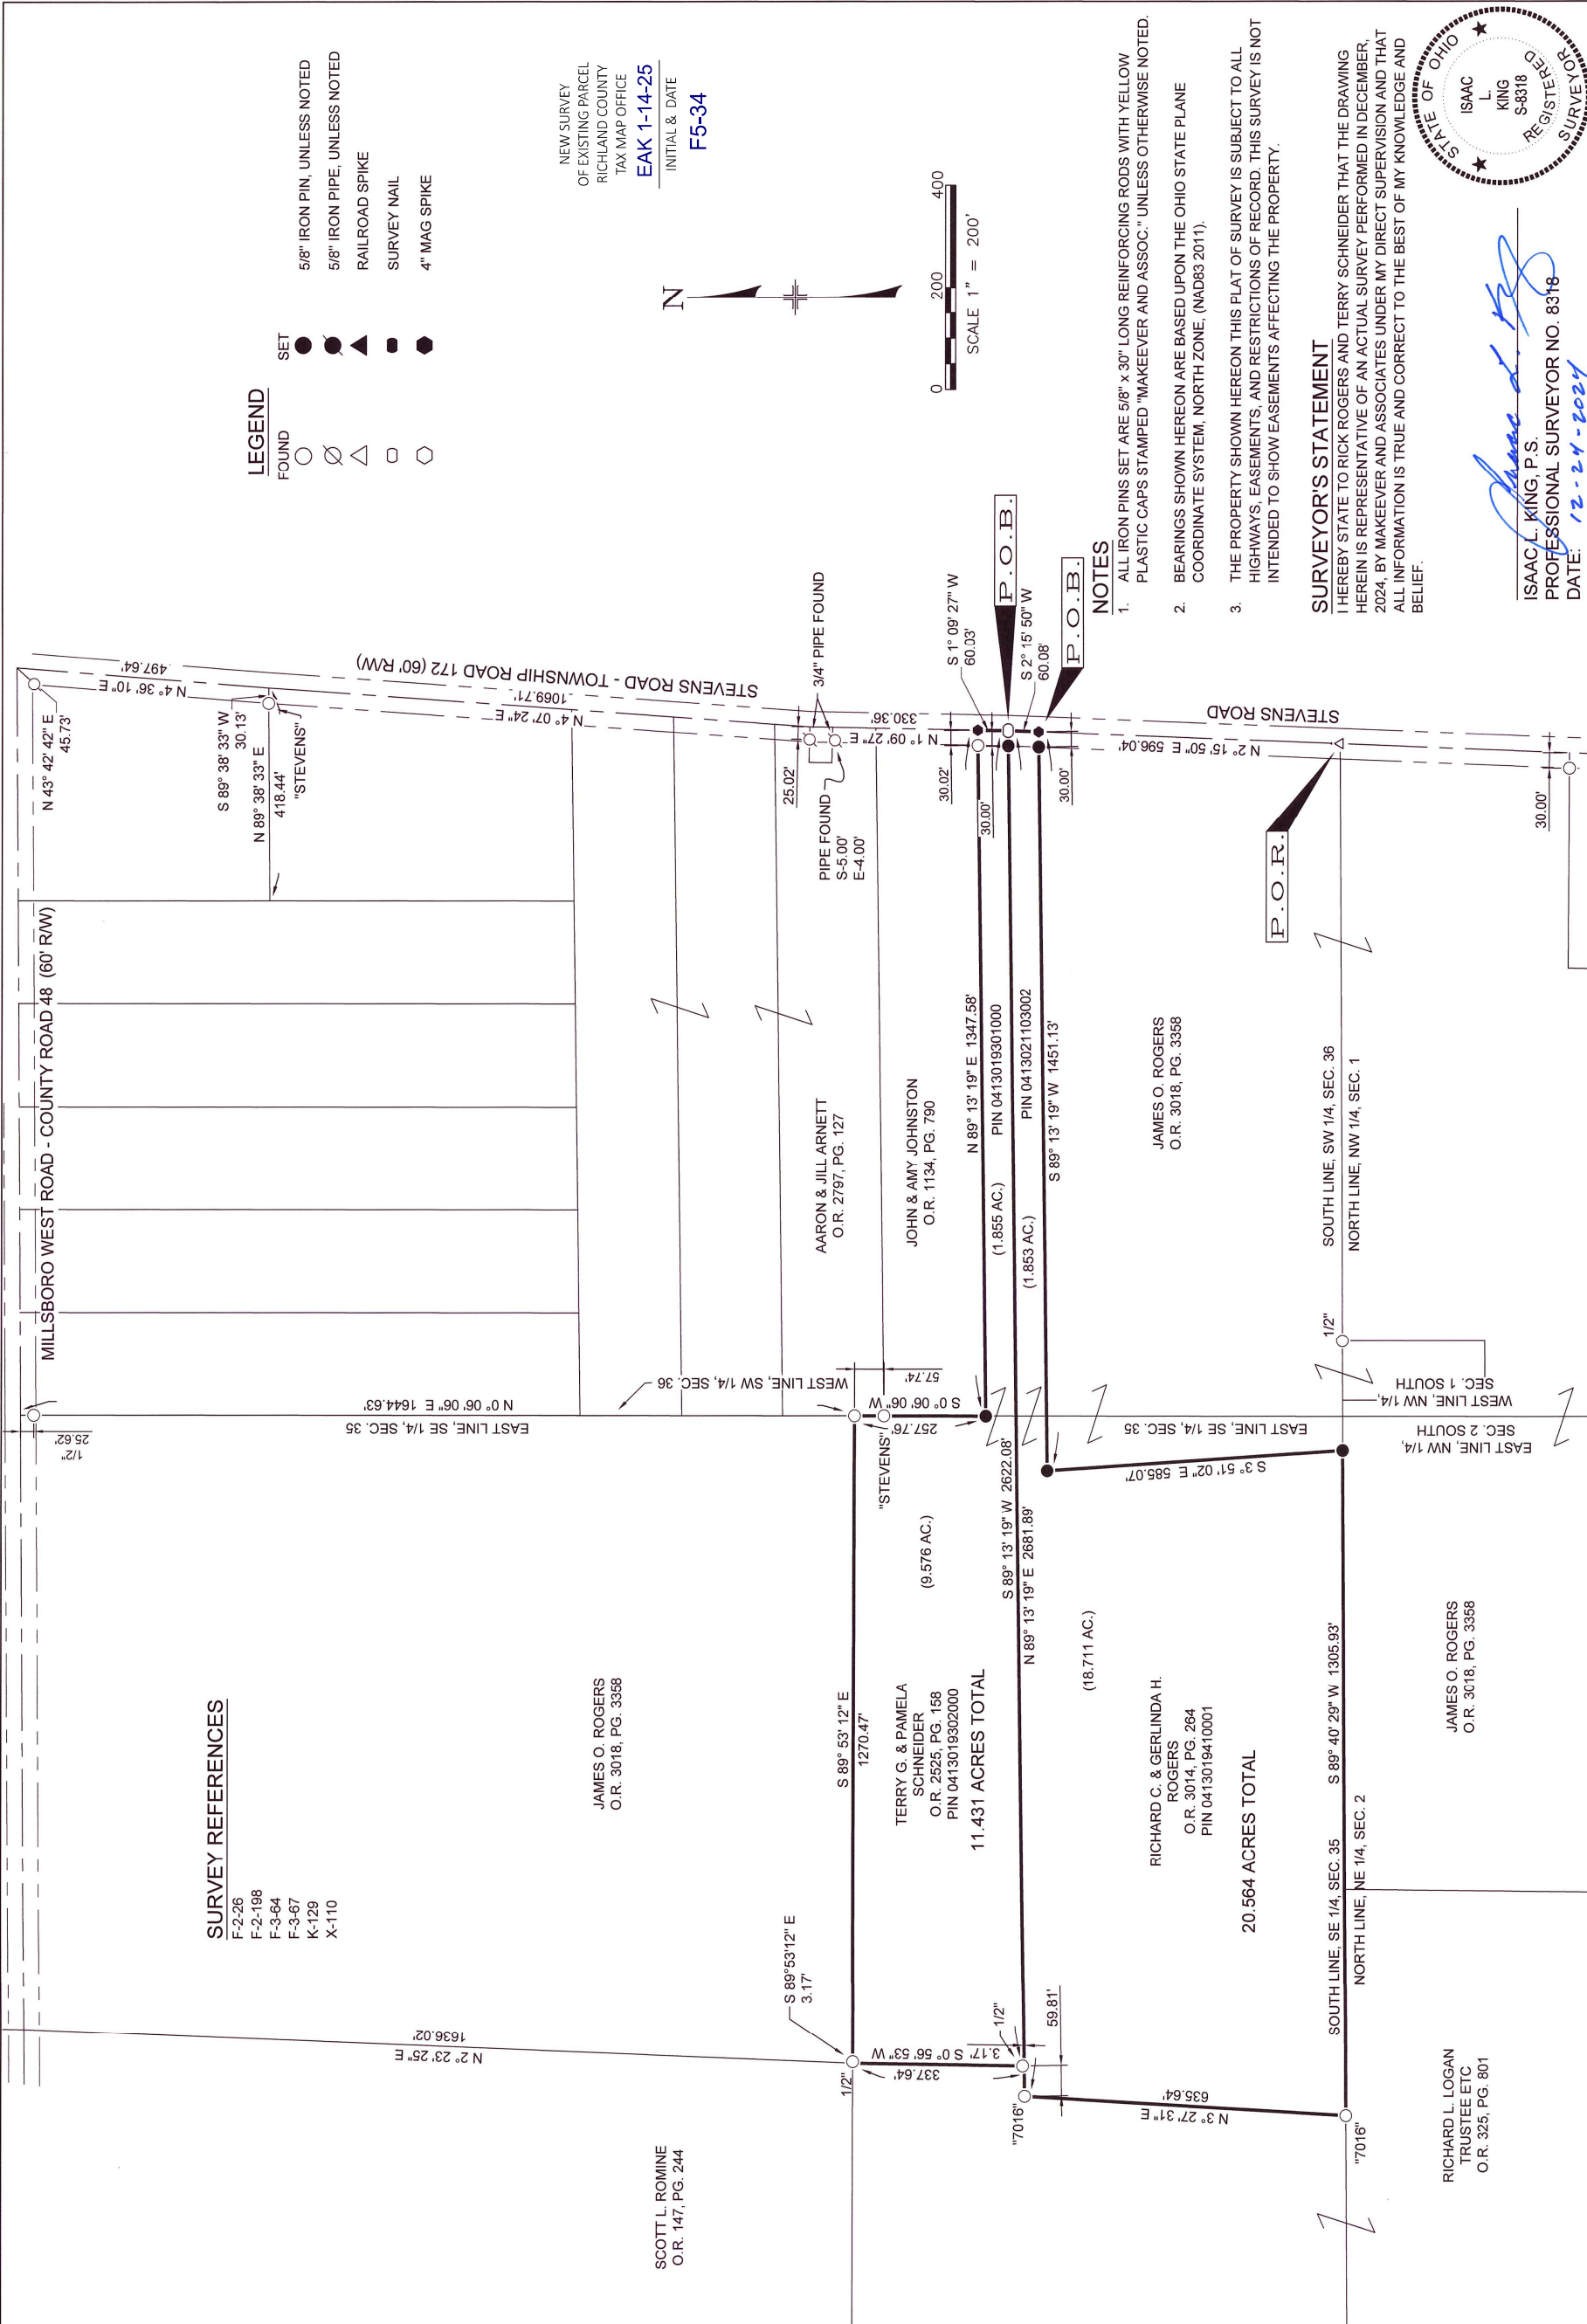 MILLSBORO WEST ROAD - COUNTY ROAD 48 (60' R/W)
25.62'
1/2"
N 43° 42' 42" E
45.73'
N 4° 36' 10" E
497.64'
S 89° 38' 33" W
30.13'
N 89° 38' 33" E
418.44'
"STEVENS"
STEVENS ROAD - TOWNSHIP ROAD 172 (60' R/W)
1069.71'
N 4° 07' 24" E
LEGEND
FOUND
SET
5/8" IRON PIN, UNLESS NOTED
5/8" IRON PIPE, UNLESS NOTED
RAILROAD SPIKE
SURVEY NAIL
4" MAG SPIKE
NEW SURVEY
OF EXISTING PARCEL
RICHLAND COUNTY
TAX MAP OFFICE
EAK 1-14-25
INITIAL & DATE
F5-34
N
0
200
400
SCALE 1" = 200'
SURVEY REFERENCES
F-2-26
F-2-198
F-3-64
F-3-67
K-129
X-110
N 2° 23' 25" E
1636.02'
N 0° 06' 06" E 1644.63'
EAST LINE, SE 1/4, SEC. 35
WEST LINE, SW 1/4, SEC. 36
JAMES O. ROGERS
O.R. 3018, PG. 3358
SCOTT L. ROMINE
O.R. 147, PG. 244
S 89°53'12" E
3.17'
1/2"
S 89° 53' 12" E
1270.47'
57.74'
S 0° 06' 06" W
257.76'
"STEVENS"
AARON & JILL ARNETT
O.R. 2797, PG. 127
JOHN & AMY JOHNSTON
O.R. 1134, PG. 790
25.02'
3/4" PIPE FOUND
PIPE FOUND
S-5.00'
E-4.00'
N 1° 09' 27" E
330.36'
30.02'
S 1° 09' 27" W
60.03'
30.00'
P.O.B.
S 2° 15' 50" W
60.08'
P.O.B.
30.00'
N 89° 13' 19" E 1347.58'
PIN 0413019301000
(1.855 AC.)
PIN 0413021103002
(1.853 AC.)
S 89° 13' 19" W 1451.13'
TERRY G. & PAMELA
SCHNEIDER
O.R. 2525, PG. 158
PIN 0413019302000
11.431 ACRES TOTAL
(9.576 AC.)
337.64'
S 0° 56' 53" W
3.17'
1/2"
59.81'
"7016"
S 89° 13' 19" W 2622.08'
N 89° 13' 19" E 2681.89'
(18.711 AC.)
RICHARD C. & GERLINDA H.
ROGERS
O.R. 3014, PG. 264
PIN 0413019410001
20.564 ACRES TOTAL
N 3° 27' 31" E
635.64'
"7016"
S 3° 51' 02" E 585.07'
EAST LINE, SE 1/4, SEC. 35
JAMES O. ROGERS
O.R. 3018, PG. 3358
STEVENS ROAD
N 2° 15' 50" E 596.04'
P.O.R.
30.00'
SOUTH LINE, SE 1/4, SEC. 35
S 89° 40' 29" W 1305.93'
NORTH LINE, NE 1/4, SEC. 2
SOUTH LINE, SW 1/4, SEC. 36
NORTH LINE, NW 1/4, SEC. 1
1/2"
WEST LINE, NW 1/4,
SEC. 1 SOUTH
EAST LINE, NW 1/4,
SEC. 2 SOUTH
RICHARD L. LOGAN
TRUSTEE ETC
O.R. 325, PG. 801
JAMES O. ROGERS
O.R. 3018, PG. 3358
NOTES
1. ALL IRON PINS SET ARE 5/8" x 30" LONG REINFORCING RODS WITH YELLOW
PLASTIC CAPS STAMPED "MAKEEVER AND ASSOC." UNLESS OTHERWISE NOTED.
2. BEARINGS SHOWN HEREON ARE BASED UPON THE OHIO STATE PLANE
COORDINATE SYSTEM, NORTH ZONE, (NAD83 2011).
3. THE PROPERTY SHOWN HEREON THIS PLAT OF SURVEY IS SUBJECT TO ALL
HIGHWAYS, EASEMENTS, AND RESTRICTIONS OF RECORD. THIS SURVEY IS NOT
INTENDED TO SHOW EASEMENTS AFFECTING THE PROPERTY.
SURVEYOR'S STATEMENT
I HEREBY STATE TO RICK ROGERS AND TERRY SCHNEIDER THAT THE DRAWING
HEREIN IS REPRESENTATIVE OF AN ACTUAL SURVEY PERFORMED IN DECEMBER,
2024, BY MAKEEVER AND ASSOCIATES UNDER MY DIRECT SUPERVISION AND THAT
ALL INFORMATION IS TRUE AND CORRECT TO THE BEST OF MY KNOWLEDGE AND
BELIEF.
ISAAC L. KING, P.S.
PROFESSIONAL SURVEYOR NO. 8318
DATE: 12-24-2024
STATE OF OHIO
ISAAC
L.
KING
S-8318
REGISTERED
SURVEYOR